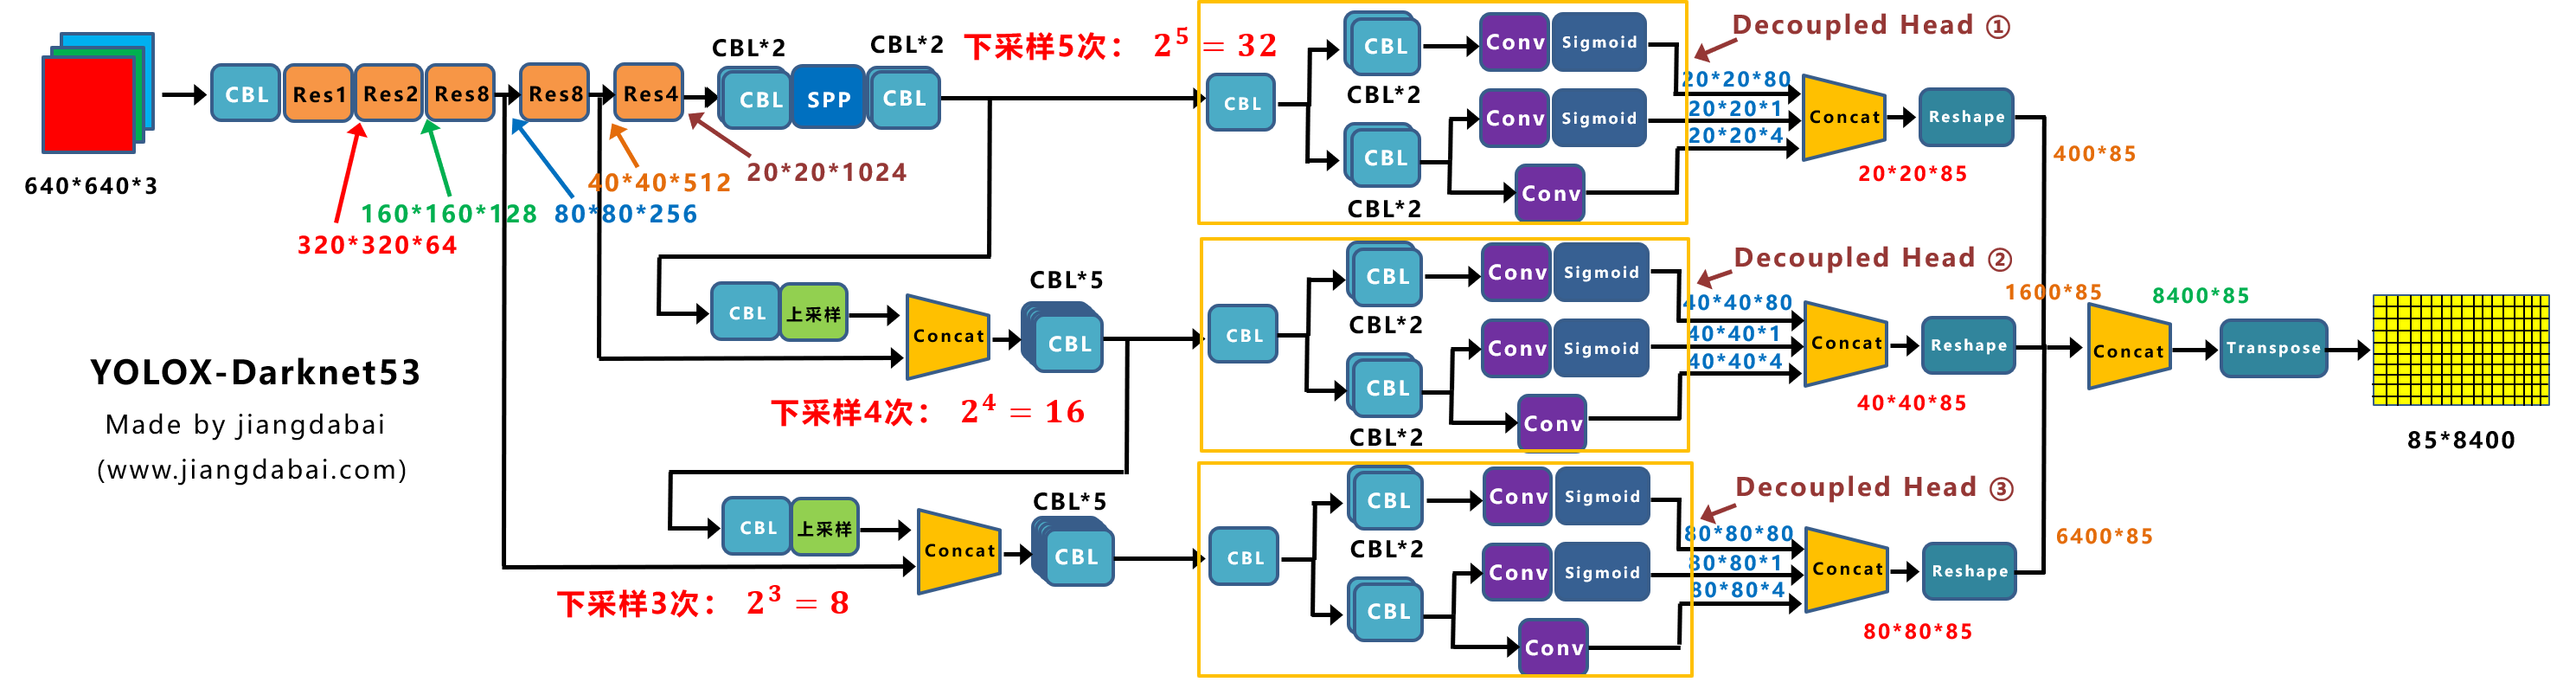 640*640*3
CBL
Res1
Res2
Res8
Res8
Res4
CBL*2
CBL
SPP
CBL*2
CBL
320*320*64
160*160*128
80*80*256
40*40*512
20*20*1024
下采样5次： 2^5 = 32
CBL
CBL
CBL*2
CBL
CBL*2
Conv
Sigmoid
Conv
Sigmoid
Conv
Decoupled Head ①
20*20*80
20*20*1
20*20*4
Concat
20*20*85
Reshape
400*85
CBL
上采样
Concat
CBL*5
CBL
下采样4次： 2^4 = 16
CBL
CBL
CBL*2
CBL
CBL*2
Conv
Sigmoid
Conv
Sigmoid
Conv
Decoupled Head ②
40*40*80
40*40*1
40*40*4
Concat
40*40*85
Reshape
1600*85
Concat
8400*85
Transpose
85*8400
YOLOX-Darknet53
Made by jiangdabai
(www.jiangdabai.com)
CBL
上采样
Concat
CBL*5
CBL
下采样3次： 2^3 = 8
CBL
CBL
CBL*2
CBL
Conv
Sigmoid
Conv
Sigmoid
Conv
Decoupled Head ③
80*80*80
80*80*1
80*80*4
Concat
80*80*85
Reshape
6400*85